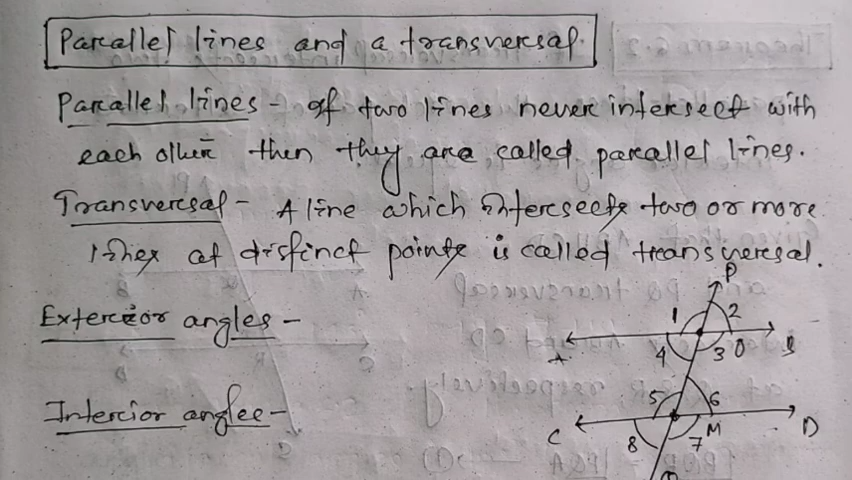 Parallel lines and a transversal
Parallel lines - If two lines never intersect with
each other then they are called parallel lines.
Transversal - A line which intersects two or more
lines at distinct points is called transversal.
P
Exterior angles -
1 2
A 4 3 O B
Interior angles -
5 6
C 8 7 M D